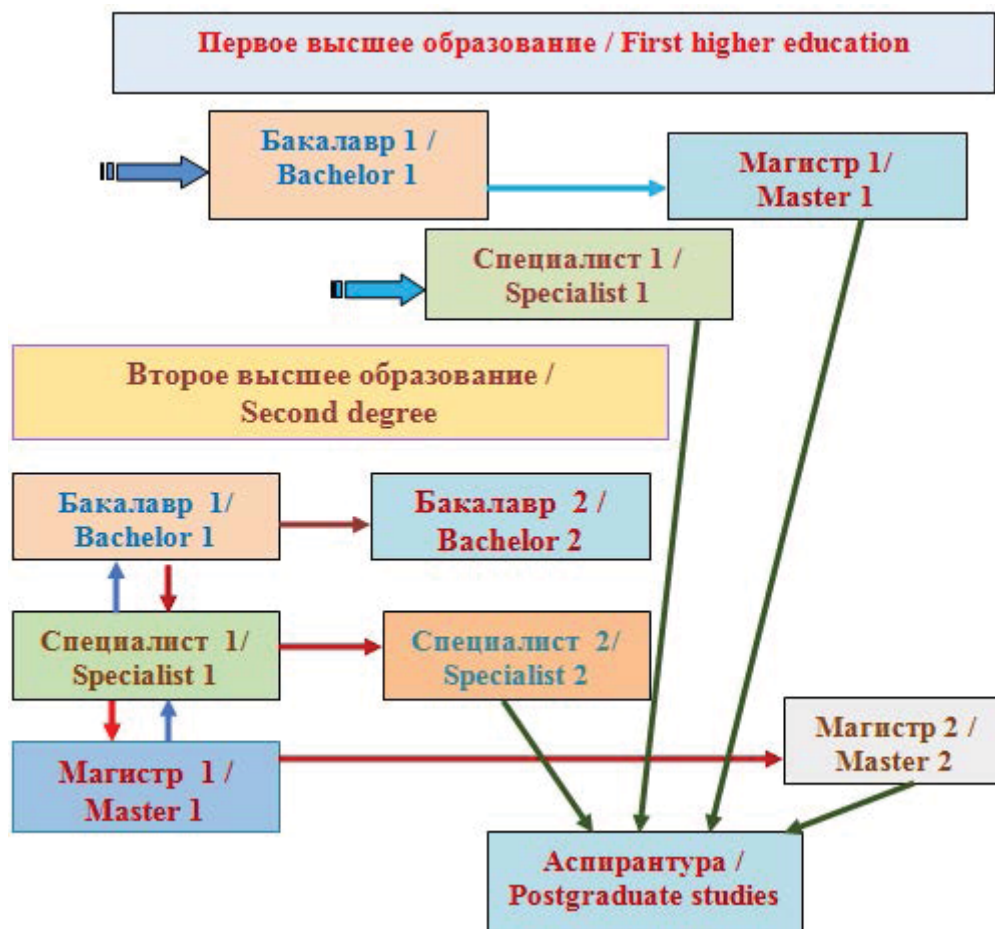 Первое высшее образование / First higher education
Бакалавр 1 /
Bachelor 1
Магистр 1/
Master 1
Специалист 1 /
Specialist 1
Второе высшее образование /
Second degree
Бакалавр 1/
Bachelor 1
Бакалавр 2 /
Bachelor 2
Специалист 1/
Specialist 1
Специалист 2/
Specialist 2
Магистр 1 /
Master 1
Магистр 2 /
Master 2
Аспирантура /
Postgraduate studies